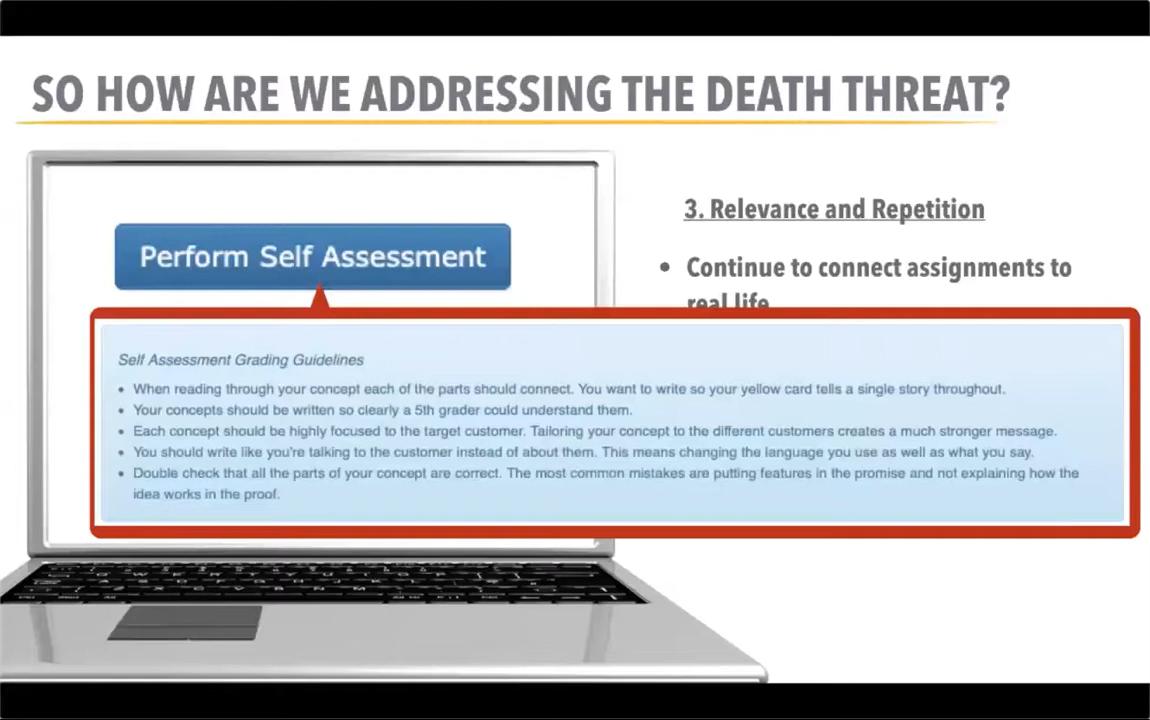 SO HOW ARE WE ADDRESSING THE DEATH THREAT?
3. Relevance and Repetition
• Continue to connect assignments to
real life
Perform Self Assessment
Self Assessment Grading Guidelines
• When reading through your concept each of the parts should connect. You want to write so your yellow card tells a single story throughout.
• Your concepts should be written so clearly a 5th grader could understand them.
• Each concept should be highly focused to the target customer. Tailoring your concept to the different customers creates a much stronger message.
• You should write like you're talking to the customer instead of about them. This means changing the language you use as well as what you say.
• Double check that all the parts of your concept are correct. The most common mistakes are putting features in the promise and not explaining how the
idea works in the proof.